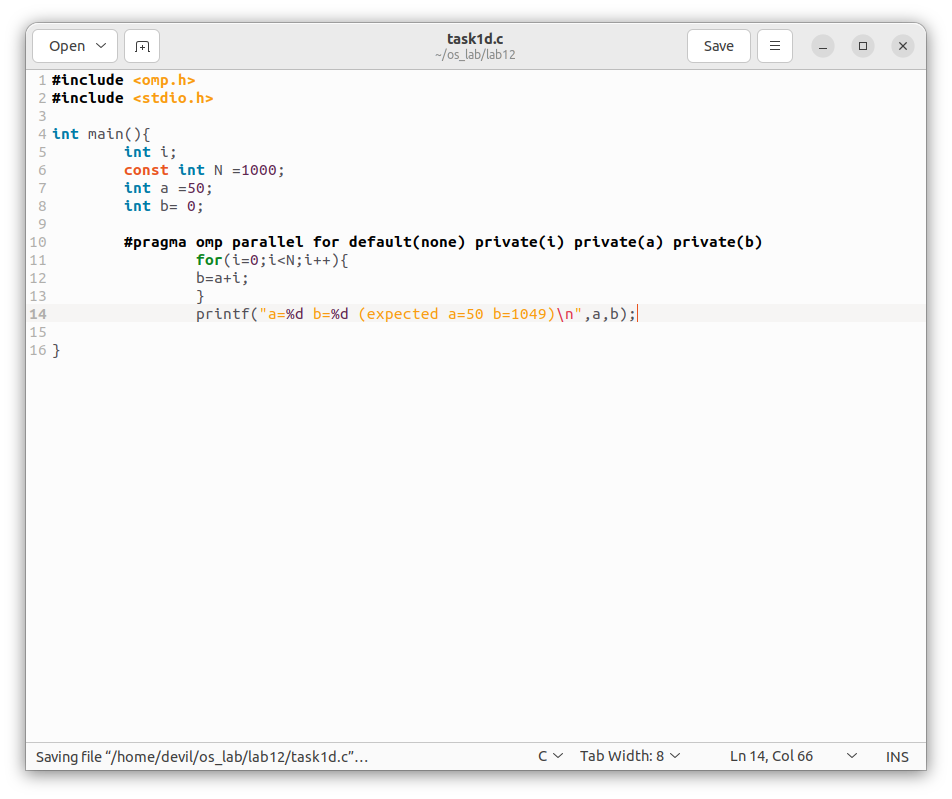 Open
task1d.c
~/os_lab/lab12
Save
1 #include <omp.h>
2 #include <stdio.h>
3
4 int main(){
5 int i;
6 const int N =1000;
7 int a =50;
8 int b= 0;
9
10 #pragma omp parallel for default(none) private(i) private(a) private(b)
11 for(i=0;i<N;i++){
12 b=a+i;
13 }
14 printf("a=%d b=%d (expected a=50 b=1049)\n",a,b);
15
16 }
Saving file “/home/devil/os_lab/lab12/task1d.c”… C Tab Width: 8 Ln 14, Col 66 INS